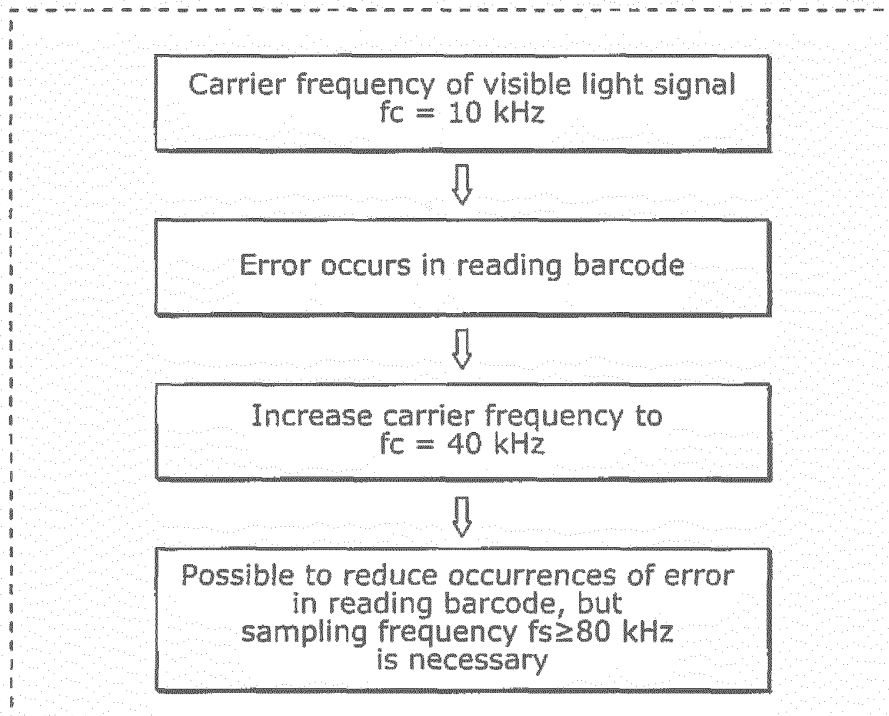 Carrier frequency of visible light signal
fc = 10 kHz
Error occurs in reading barcode
Increase carrier frequency to
fc = 40 kHz
Possible to reduce occurrences of error
in reading barcode, but
sampling frequency fs≥80 kHz
is necessary